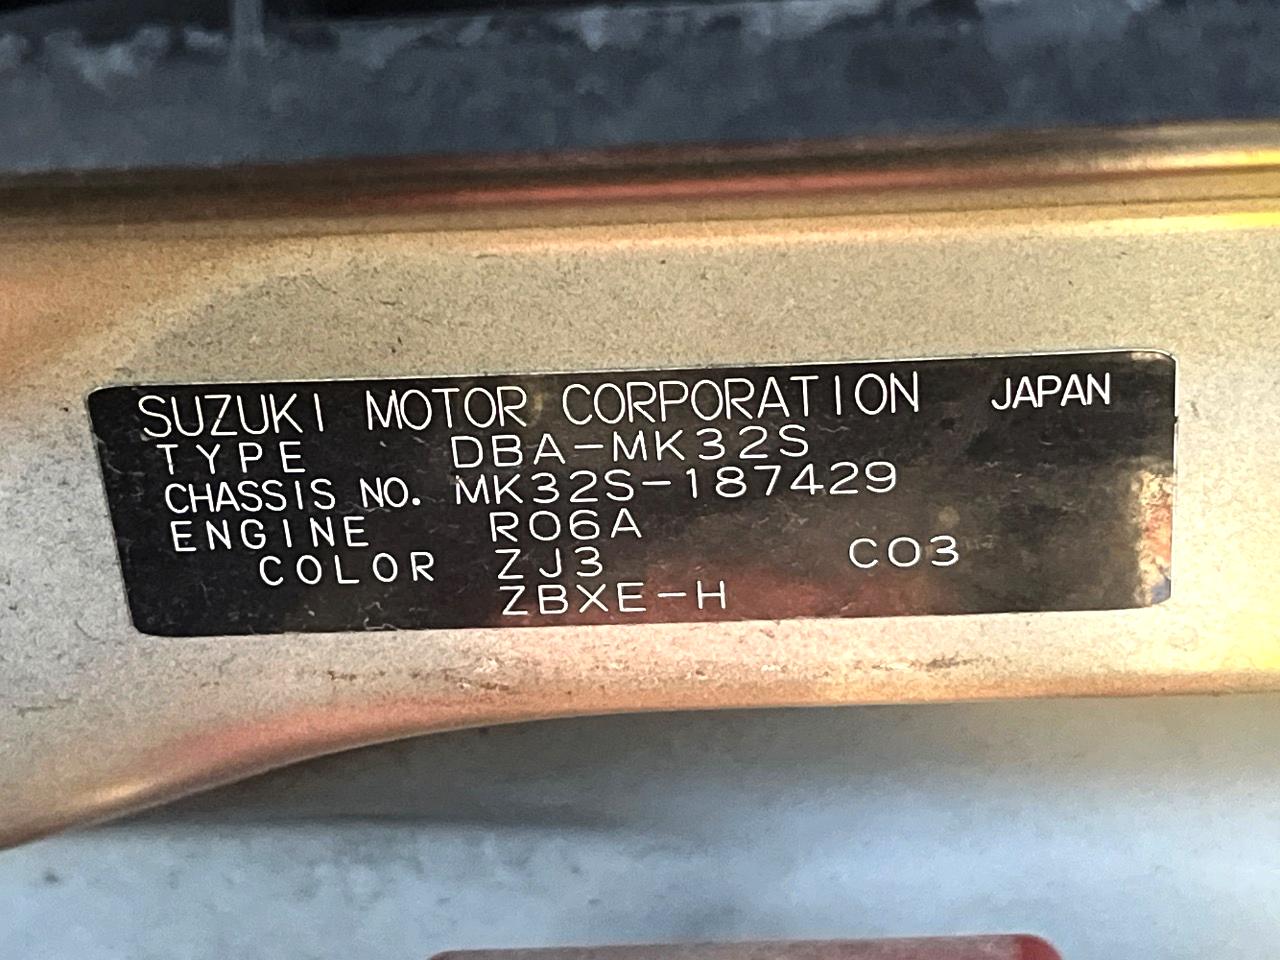 SUZUKI MOTOR CORPORATION JAPAN
TYPE DBA-MK32S
CHASSIS NO. MK32S-187429
ENGINE R06A
COLOR ZJ3 C03
ZBXE-H